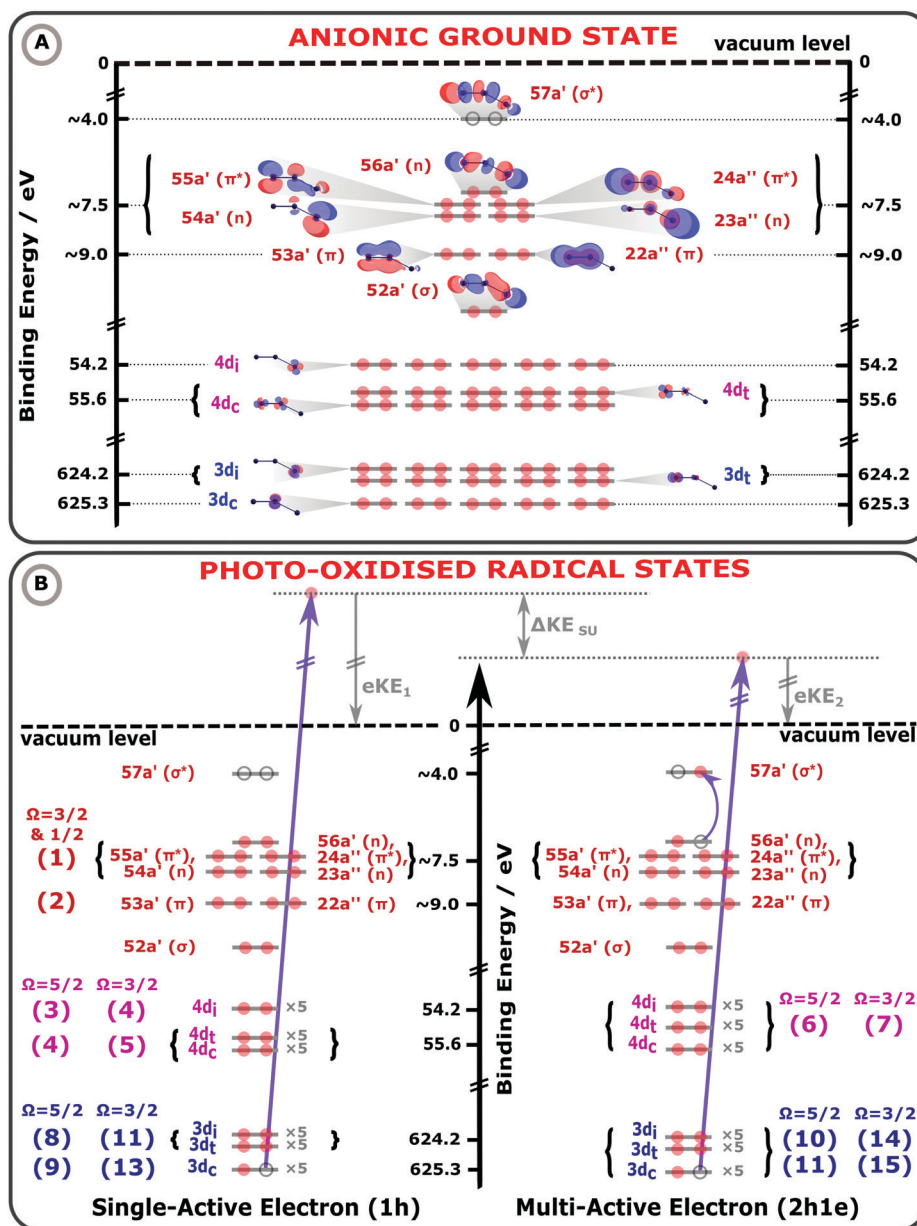 A
ANIONIC GROUND STATE
vacuum level
0
0
57a' (σ*)
~4.0
~4.0
55a' (π*)
56a' (n)
24a'' (π*)
~7.5
~7.5
54a' (n)
23a'' (n)
~9.0
~9.0
53a' (π)
22a'' (π)
52a' (σ)
Binding Energy / eV
54.2
4di
54.2
55.6
4dc
4dt
55.6
624.2
3di
3dt
624.2
625.3
3dc
625.3
B
PHOTO-OXIDISED RADICAL STATES
ΔKE SU
eKE1
eKE2
0
vacuum level
vacuum level
57a' (σ*)
~4.0
57a' (σ*)
Ω=3/2
& 1/2
(1)
56a' (n),
55a' (π*),
24a'' (π*),
54a' (n)
23a'' (n)
~7.5
56a' (n),
55a' (π*),
24a'' (π*),
54a' (n)
23a'' (n)
(2)
53a' (π)
22a'' (π)
~9.0
53a' (π),
22a'' (π)
52a' (σ)
52a' (σ)
Binding Energy / eV
Ω=5/2 Ω=3/2
(3) (4)
4di ×5
54.2
(4) (5)
4dt ×5
4dc ×5
55.6
4di ×5
4dt ×5
4dc ×5
Ω=5/2 Ω=3/2
(6) (7)
Ω=5/2 Ω=3/2
(8) (11)
3di ×5
3dt ×5
624.2
(9) (13)
3dc ×5
625.3
3di ×5
3dt ×5
3dc ×5
Ω=5/2 Ω=3/2
(10) (14)
(11) (15)
Single-Active Electron (1h)
Multi-Active Electron (2h1e)